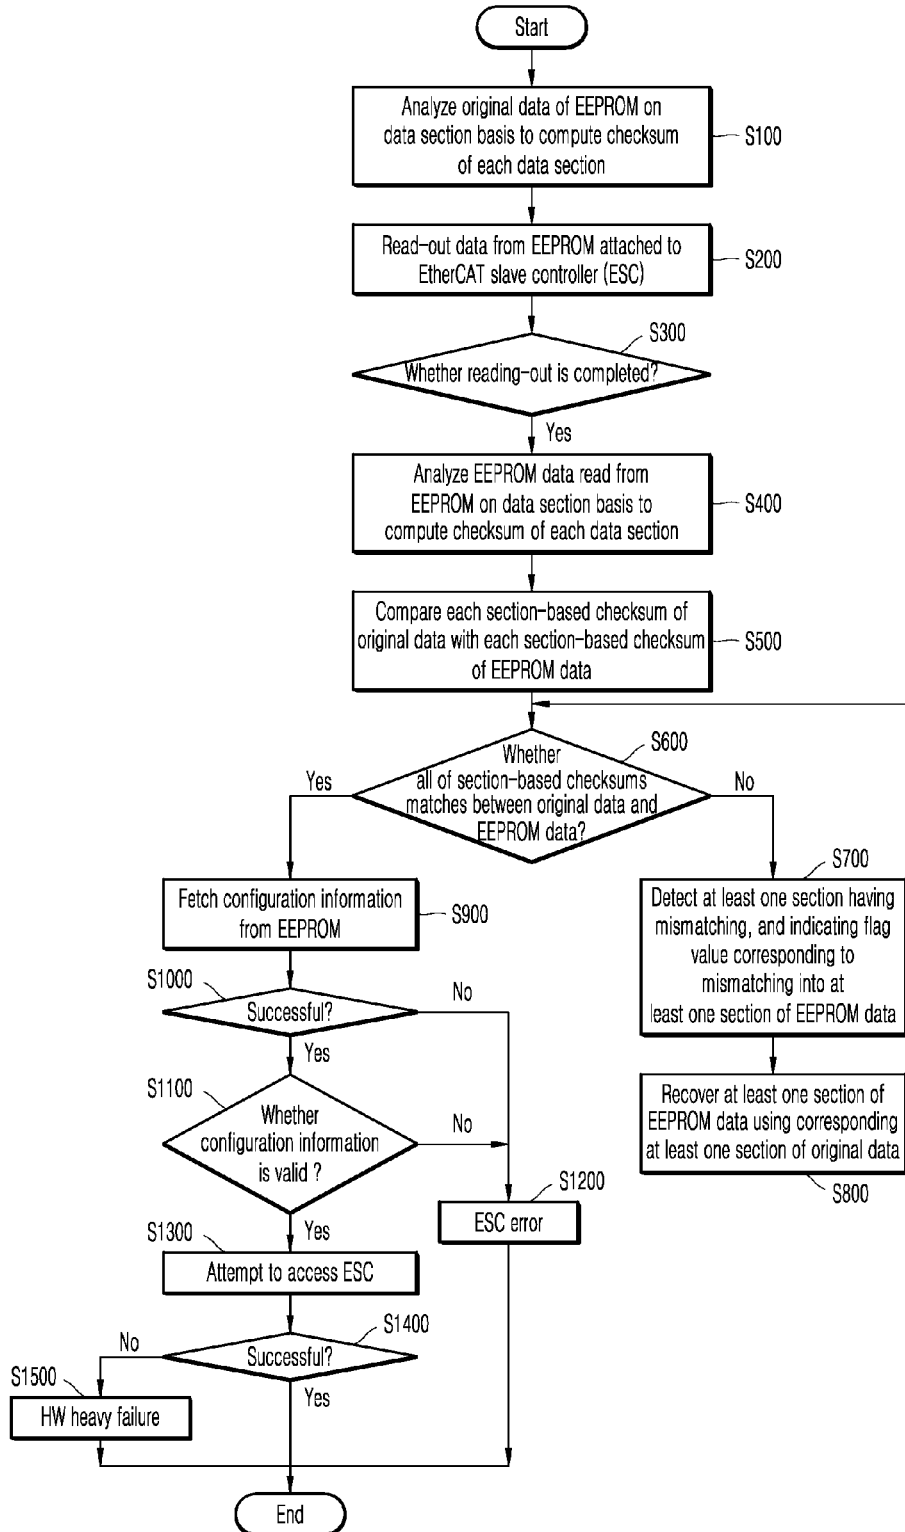 Start
Analyze original data of EEPROM on
data section basis to compute checksum
of each data section
S100
Read-out data from EEPROM attached to
EtherCAT slave controller (ESC)
S200
S300
Whether reading-out is completed?
Yes
Analyze EEPROM data read from
EEPROM on data section basis to
compute checksum of each data section
S400
Compare each section-based checksum of
original data with each section-based checksum
of EEPROM data
S500
S600
Whether
all of section-based checksums
matches between original data and
EEPROM data?
Yes
No
S700
Detect at least one section having
mismatching, and indicating flag
value corresponding to
mismatching into at
least one section of EEPROM data
Fetch configuration information
from EEPROM
S900
S1000
Successful?
No
Yes
Recover at least one section of
EEPROM data using corresponding
at least one section of original data
S800
S1100
Whether
configuration information
is valid ?
No
Yes
S1200
ESC error
S1300
Attempt to access ESC
S1400
Successful?
No
Yes
S1500
HW heavy failure
End